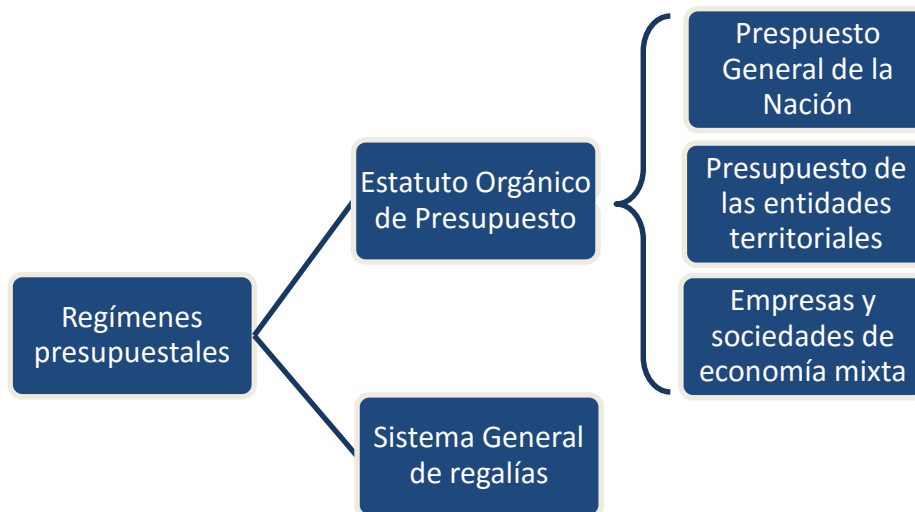 Regímenes
presupuestales
Estatuto Orgánico
de Presupuesto
Sistema General
de regalías
Prespuesto
General de la
Nación
Presupuesto de
las entidades
territoriales
Empresas y
sociedades de
economía mixta